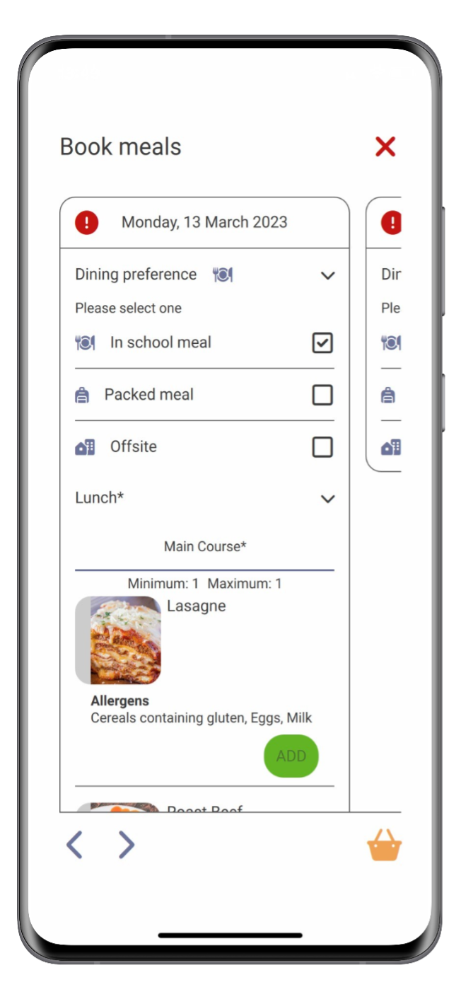 Book meals
Monday, 13 March 2023
Dining preference
Please select one
In school meal
Packed meal
Offsite
Lunch*
Main Course*
Minimum: 1 Maximum: 1
Lasagne
Allergens
Cereals containing gluten, Eggs, Milk
ADD
Roast Beef
Dir
Ple